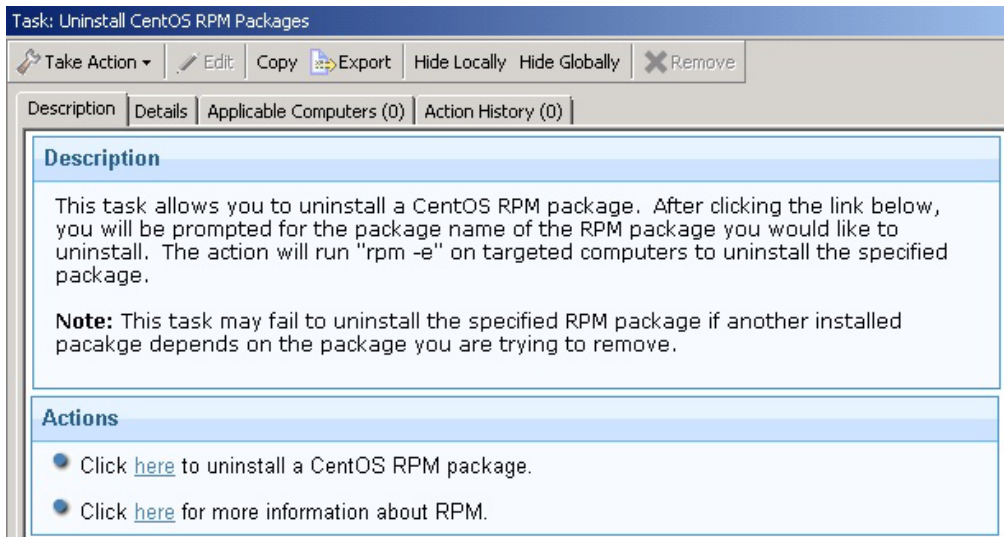 Task: Uninstall CentOS RPM Packages
Take Action Edit Copy Export Hide Locally Hide Globally Remove
Description Details Applicable Computers (0) Action History (0)
Description
This task allows you to uninstall a CentOS RPM package. After clicking the link below,
you will be prompted for the package name of the RPM package you would like to
uninstall. The action will run "rpm -e" on targeted computers to uninstall the specified
package.
Note: This task may fail to uninstall the specified RPM package if another installed
pacakge depends on the package you are trying to remove.
Actions
Click here to uninstall a CentOS RPM package.
Click here for more information about RPM.